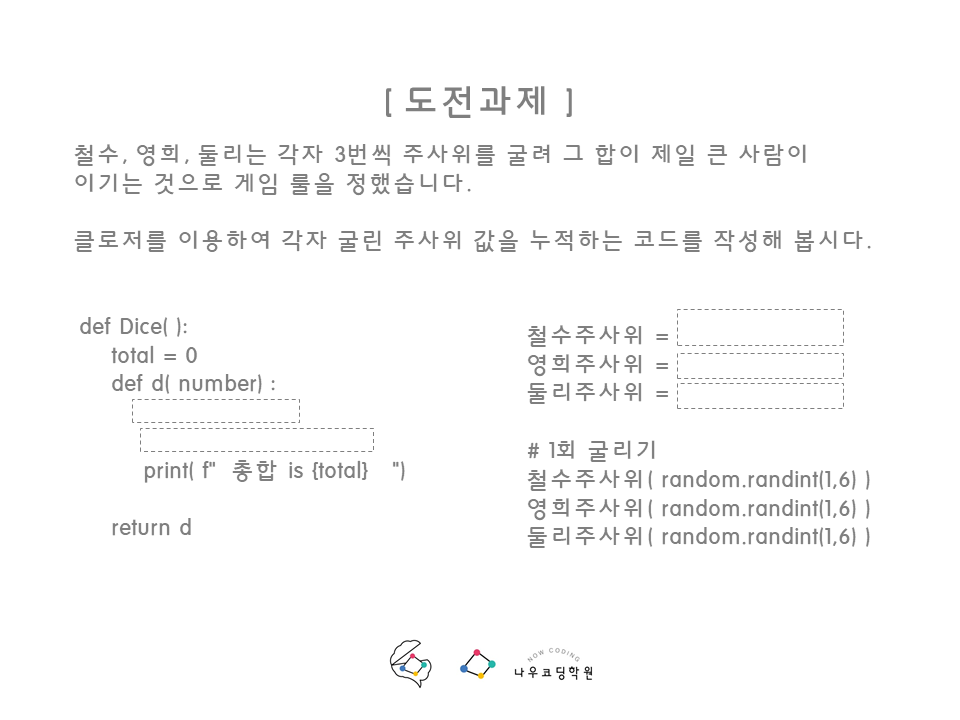 [ 도전과제 ]
철수, 영희, 둘리는 각자 3번씩 주사위를 굴려 그 합이 제일 큰 사람이
이기는 것으로 게임 룰을 정했습니다.
클로저를 이용하여 각자 굴린 주사위 값을 누적하는 코드를 작성해 봅시다.
def Dice( ):
total = 0
def d( number) :
print( f"  총합 is {total}   ")
return d
철수주사위 =
영희주사위 =
둘리주사위 =
# 1회 굴리기
철수주사위( random.randint(1,6) )
영희주사위( random.randint(1,6) )
둘리주사위( random.randint(1,6) )
NOW CODING
나우코딩학원